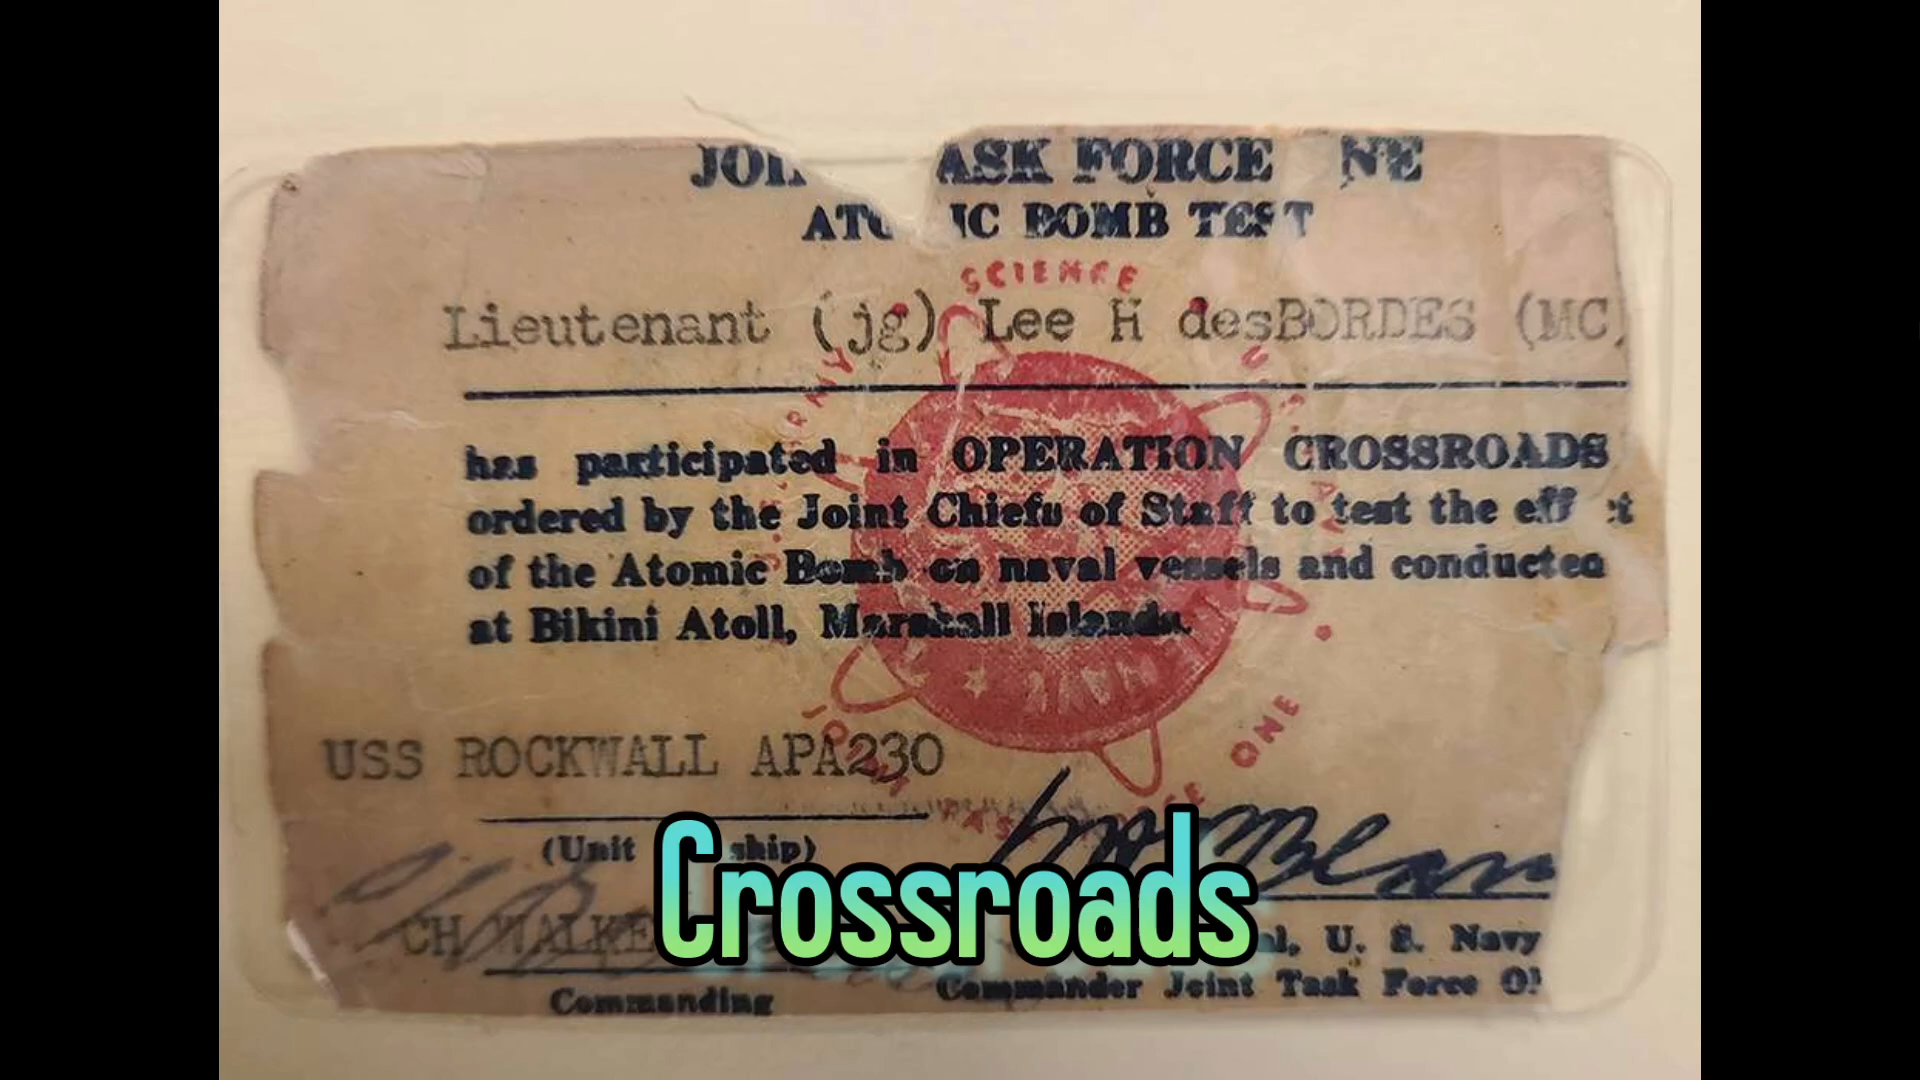 JOI ASK FORCE NE
AT IC BOMB TEST
SCIENCE
Lieutenant (jg) Lee H desBORDES (MC)
has participated in OPERATION CROSSROADS
ordered by the Joint Chiefs of Staff to test the eff t
of the Atomic Bomb on naval vessels and conducted
at Bikini Atoll, Marshall Islands.
ONE
USS ROCKWALL APA230
(Unit ship)
CH WALKE
Crossroads
al, U. S. Navy
Commander Joint Task Force O
Commanding